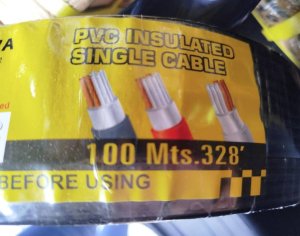 PVC INSULATED
SINGLE CABLE
100 Mts.328'
BEFORE USING